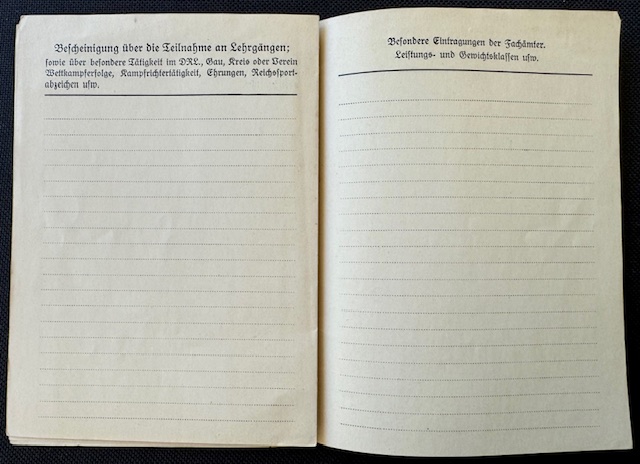 Bescheinigung über die Teilnahme an Lehrgängen;
sowie über besondere Tätigkeit im DRL., Gau, Kreis oder Verein
Wettkampferfolge, Kampfrichtertätigkeit, Ehrungen, Reichssport-
abzeichen usw.
Besondere Eintragungen der Fachämter.
Leistungs- und Gewichtsklassen usw.